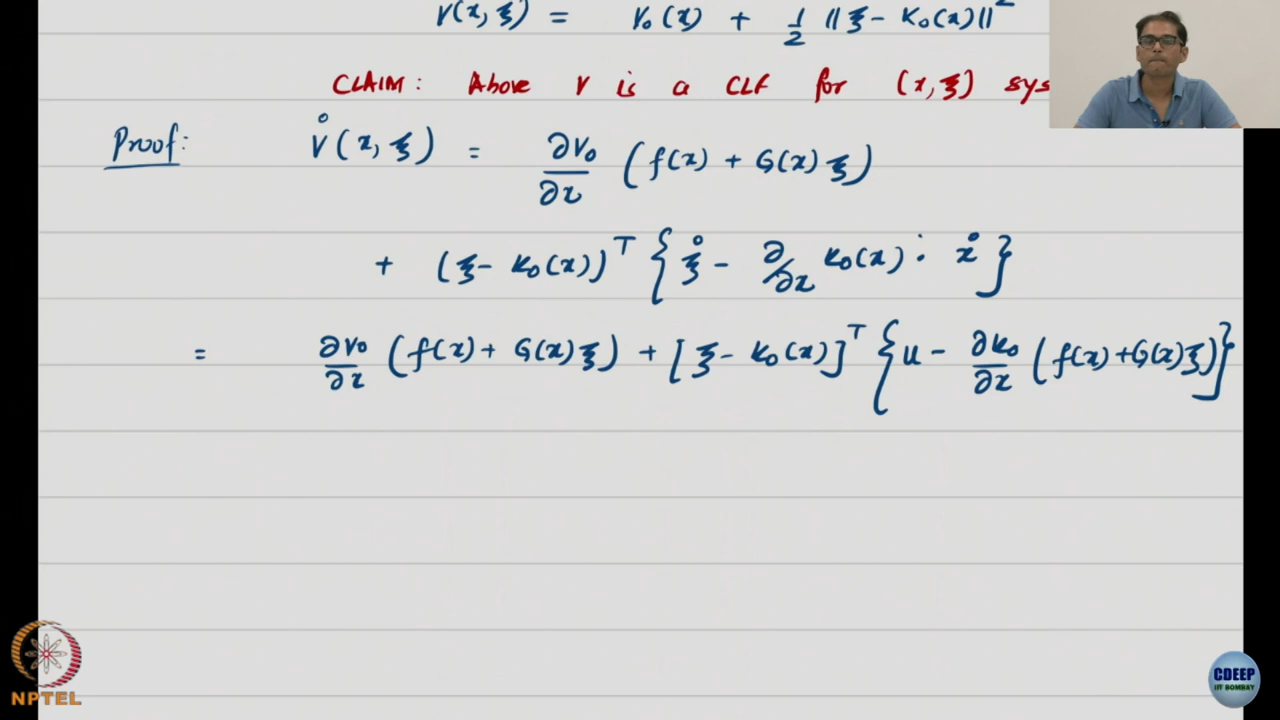 V(x, ξ) = V₀(x) + 1/2 ||ξ - K₀(x)||²
CLAIM: Above V is a CLF for (x, ξ) sys
Proof: V̇(x, ξ) = ∂V₀/∂x (f(x) + G(x) ξ)
+ (ξ - K₀(x))ᵀ { ξ̇ - ∂/∂x K₀(x) · ẋ }
= ∂V₀/∂x (f(x) + G(x) ξ) + [ξ - K₀(x)]ᵀ { u - ∂K₀/∂x (f(x) + G(x) ξ) }
NPTEL
CDEEP
IIT BOMBAY